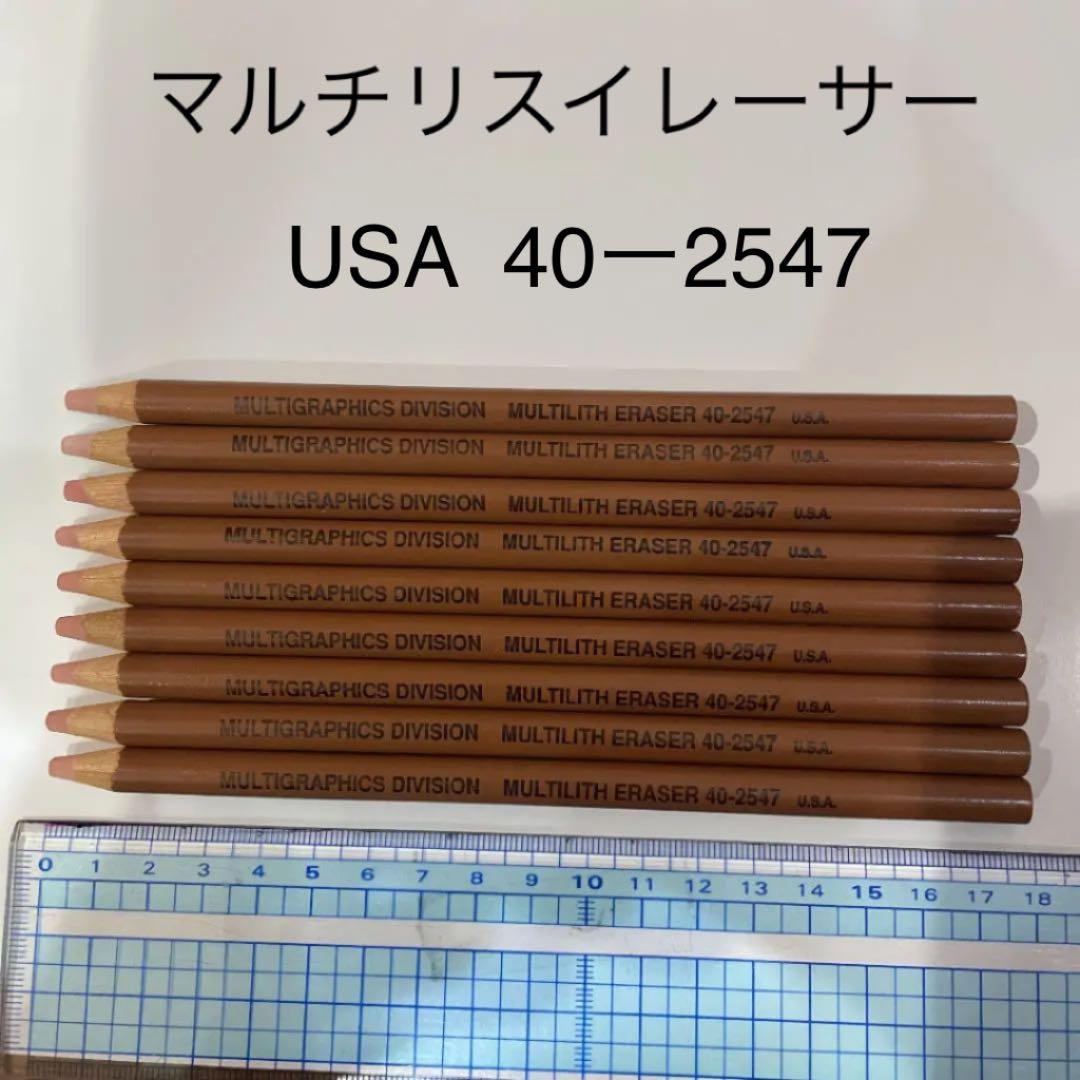 マルチリスイレーサー
USA 40ー2547
MULTIGRAPHICS DIVISION MULTILITH ERASER 40-2547 U.S.A.
MULTIGRAPHICS DIVISION MULTILITH ERASER 40-2547 U.S.A.
MULTIGRAPHICS DIVISION MULTILITH ERASER 40-2547 U.S.A.
MULTIGRAPHICS DIVISION MULTILITH ERASER 40-2547 U.S.A.
MULTIGRAPHICS DIVISION MULTILITH ERASER 40-2547 U.S.A.
MULTIGRAPHICS DIVISION MULTILITH ERASER 40-2547 U.S.A.
MULTIGRAPHICS DIVISION MULTILITH ERASER 40-2547 U.S.A.
MULTIGRAPHICS DIVISION MULTILITH ERASER 40-2547 U.S.A.
MULTIGRAPHICS DIVISION MULTILITH ERASER 40-2547 U.S.A.
0 1 2 3 4 5 6 7 8 9 10 11 12 13 14 15 16 17 18